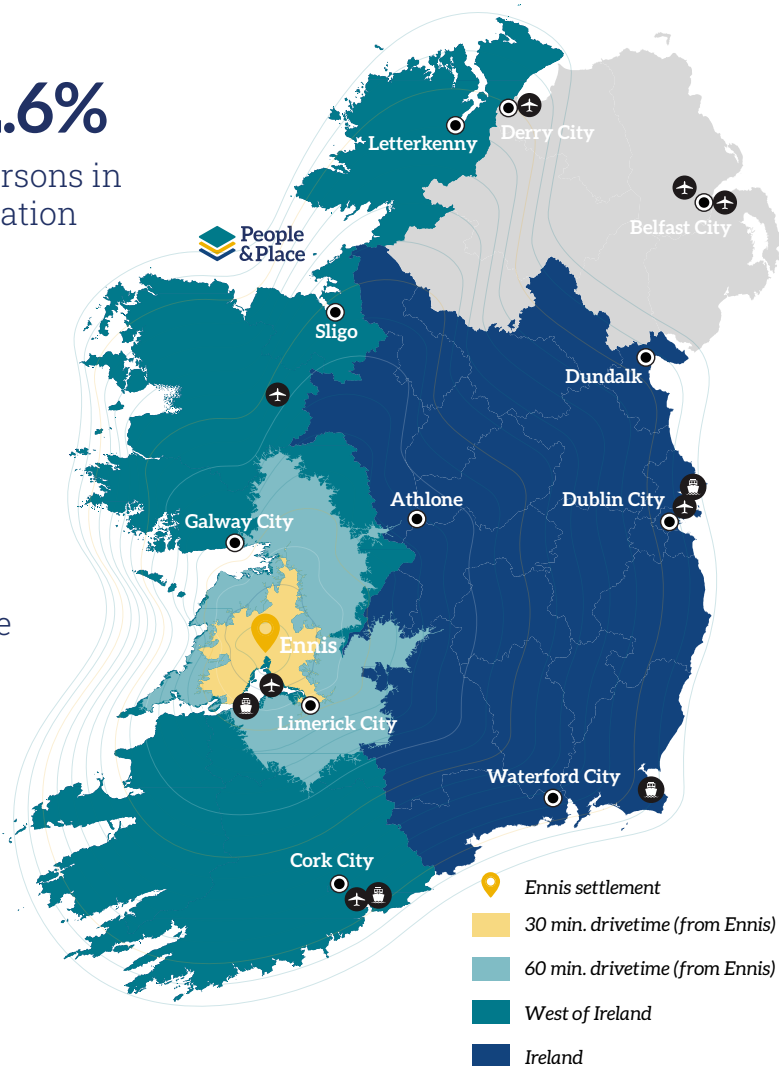 .6%
rsons in
ation
People
& Place
Letterkenny
Derry City
Belfast City
Sligo
Dundalk
Athlone
Dublin City
Galway City
e
Ennis
Limerick City
Waterford City
Cork City
Ennis settlement
30 min. drivetime (from Ennis)
60 min. drivetime (from Ennis)
West of Ireland
Ireland